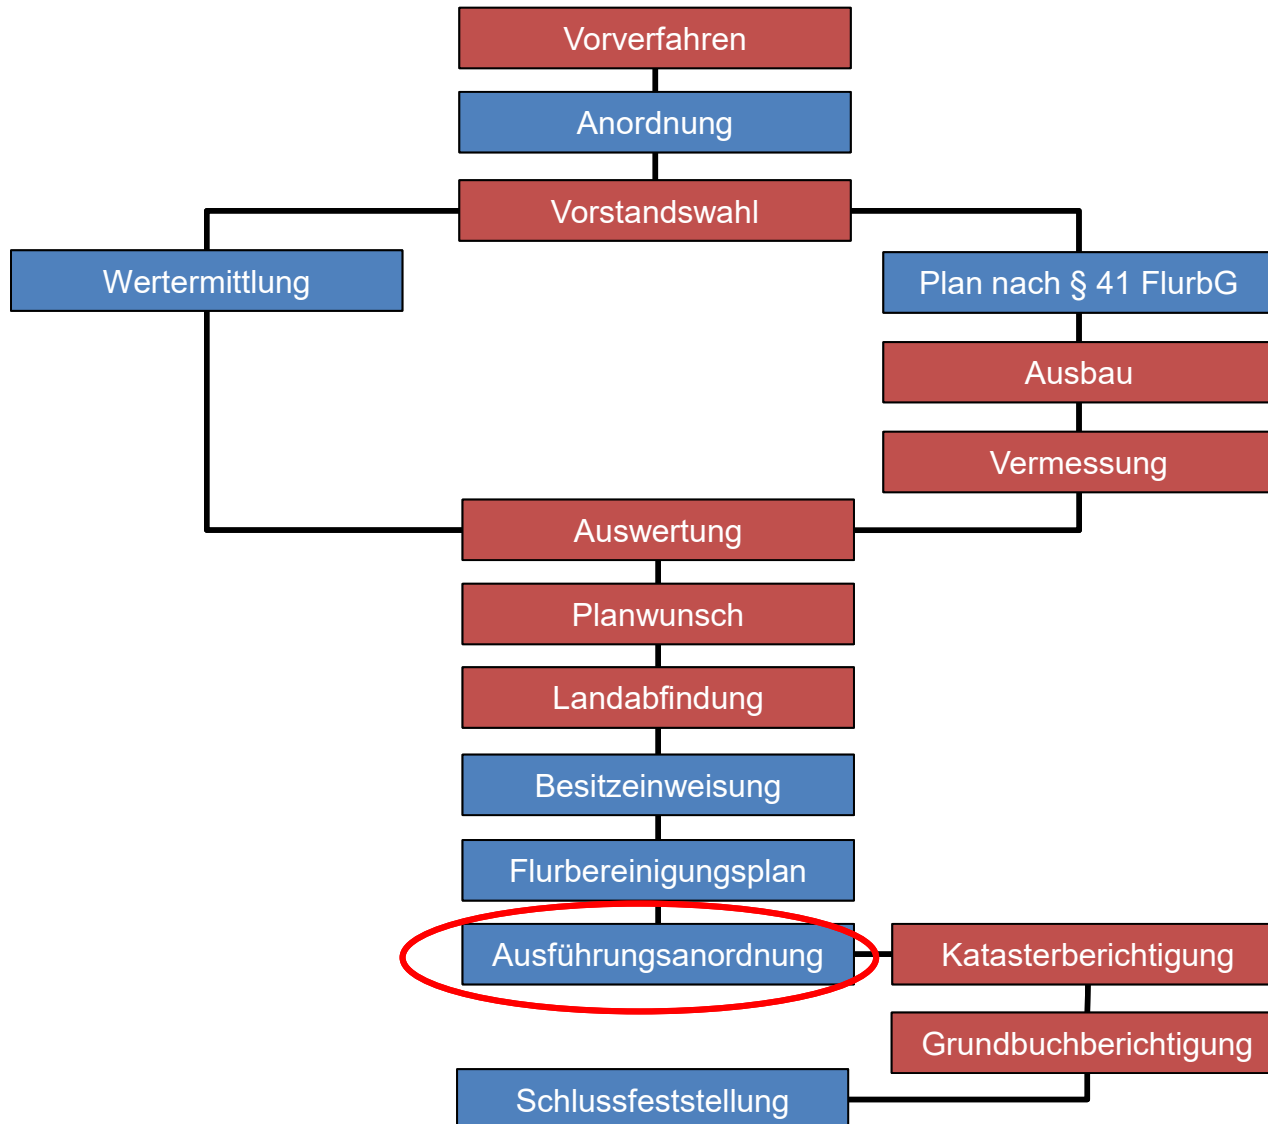 Vorverfahren
Anordnung
Vorstandswahl
Wertermittlung
Plan nach § 41 FlurbG
Ausbau
Vermessung
Auswertung
Planwunsch
Landabfindung
Besitzeinweisung
Flurbereinigungsplan
Ausführungsanordnung
Katasterberichtigung
Grundbuchberichtigung
Schlussfeststellung